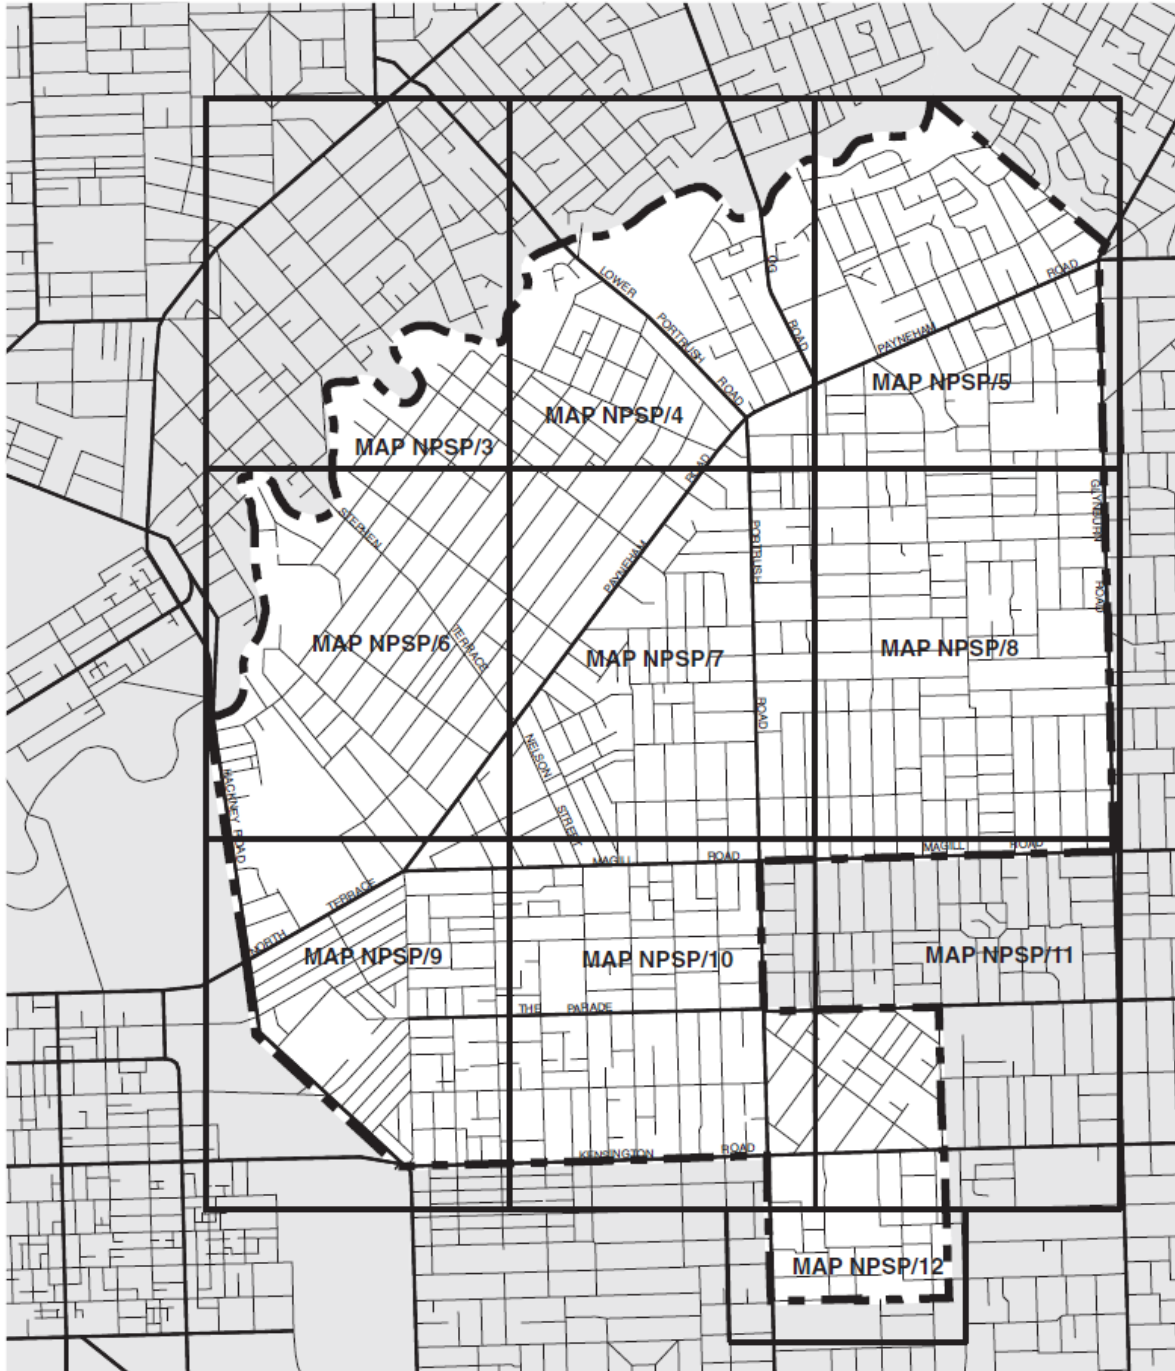 LOWER
PORTRUSH
ROAD
OG
ROAD
PAYNEHAM
ROAD
MAP NPSP/3
MAP NPSP/4
MAP NPSP/5
STEPHEN
TERRACE
PAYNEHAM
ROAD
PORTRUSH
ROAD
GLYNBURN
ROAD
MAP NPSP/6
MAP NPSP/7
MAP NPSP/8
NELSON
STREET
HACKNEY ROAD
MAGILL
ROAD
MAGILL
ROAD
NORTH
TERRACE
MAP NPSP/9
MAP NPSP/10
MAP NPSP/11
THE PARADE
KENSINGTON
ROAD
MAP NPSP/12